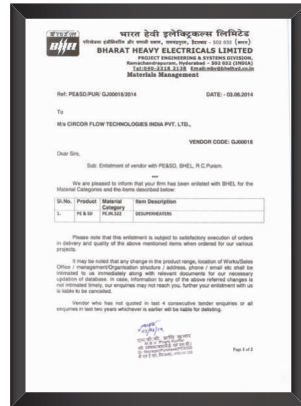 भारत हेवी इलेक्ट्रिकल्स लिमिटेड
BHARAT HEAVY ELECTRICALS LIMITED
PROJECT ENGINEERING & SYSTEMS DIVISION,
Ramachandrapuram, Hyderabad - 502 032 (INDIA)
Materials Management
Ref: PE&SD/PUR/ GJ00018/2014
DATE: - 03.06.2014
To
M/s CIRCOR FLOW TECHNOLOGIES INDIA PVT. LTD.,
VENDOR CODE: GJ00018
Dear Sirs,
Sub: Enlistment of vendor with PE&SD, BHEL, R.C.Puram.
***
We are pleased to inform that your firm has been enlisted with BHEL for the
Material Categories and the items described below:
Sl.No. Product Material Category Item Description
1. PE & SD PS.IN.522 DESUPERHEATERS
Please note that this enlistment is subject to satisfactory execution of orders
in delivery and quality of the above mentioned items when ordered for our various
projects.
It may be noted that any change in the product range, location of Works/Sales
Office / management/Organisation structure / address, phone / email etc shall be
intimated to us immediately along with relevant documents for our necessary
updation of database. In case, information to any of the above referred changes is
not intimated timely, our enquiries may not reach you, further your enlistment with us
is liable to be cancelled.
Vendor who has not quoted in last 4 consecutive tender enquiries or all
enquiries in last two years whichever is earlier will be liable for delisting.
Page 1 of 2